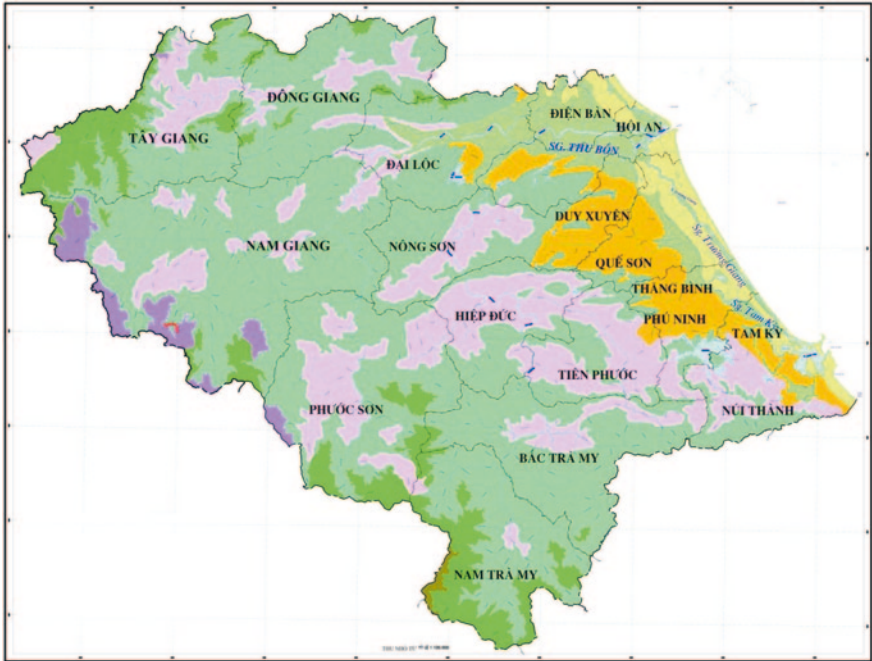 ĐÔNG GIANG
ĐIỆN BÀN
HỘI AN
TÂY GIANG
SG. THU BỒN
ĐẠI LỘC
DUY XUYÊN
NAM GIANG
NÔNG SƠN
Sg. Trường Giang
QUẾ SƠN
THĂNG BÌNH
HIỆP ĐỨC
PHÚ NINH
Sg. Tam Kỳ
TAM KỲ
TIÊN PHƯỚC
PHƯỚC SƠN
NÚI THÀNH
BẮC TRÀ MY
NAM TRÀ MY